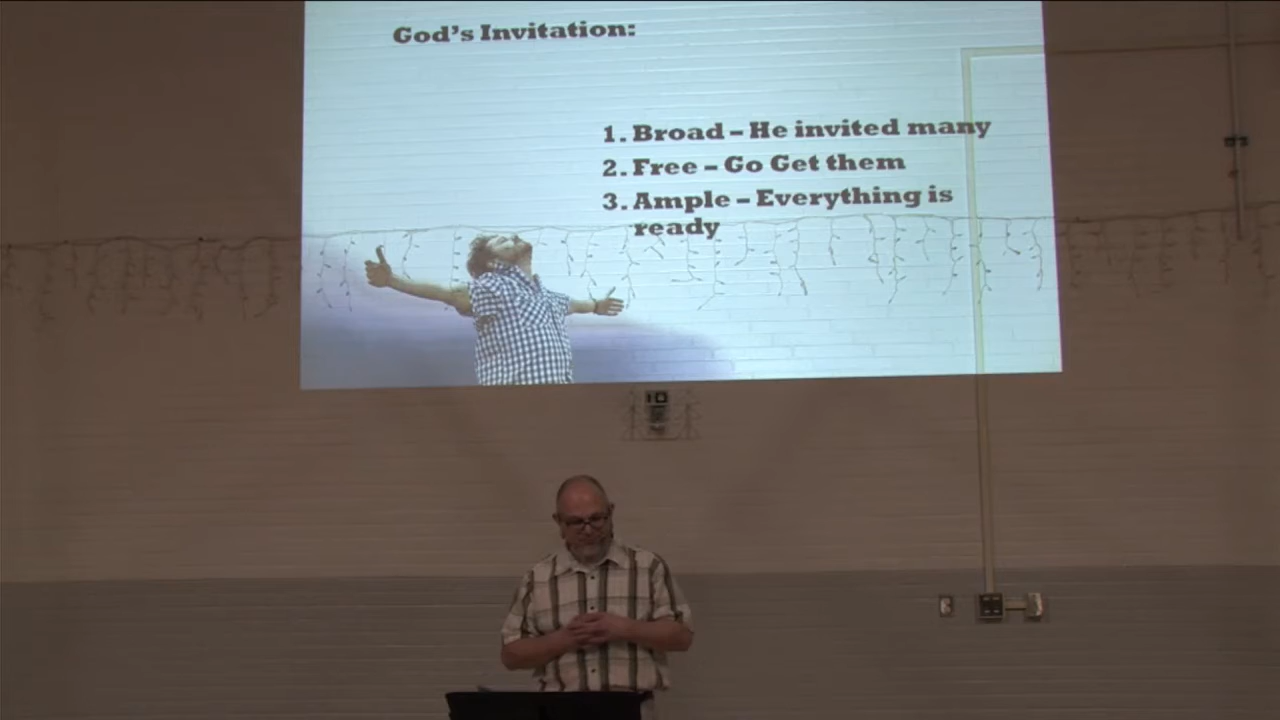 God's Invitation:
1. Broad – He invited many
2. Free – Go Get them
3. Ample – Everything is
ready